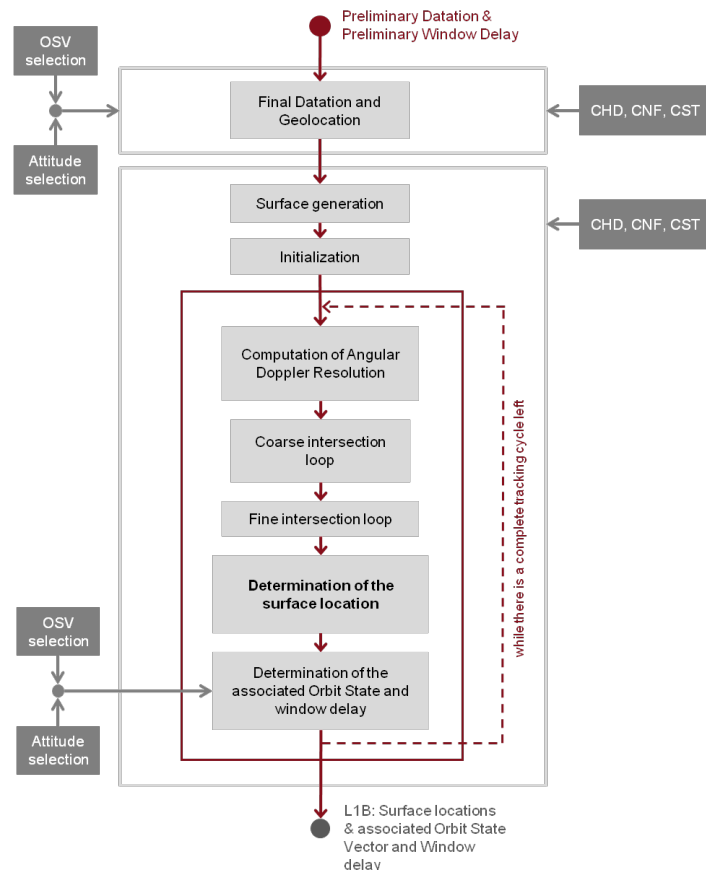 Preliminary Datation &
Preliminary Window Delay
OSV
selection
Attitude
selection
Final Datation and
Geolocation
CHD, CNF, CST
Surface generation
CHD, CNF, CST
Initialization
Computation of Angular
Doppler Resolution
Coarse intersection
loop
Fine intersection loop
while there is a complete tracking cycle left
Determination of the
surface location
OSV
selection
Attitude
selection
Determination of the
associated Orbit State and
window delay
L1B: Surface locations
& associated Orbit State
Vector and Window
delay